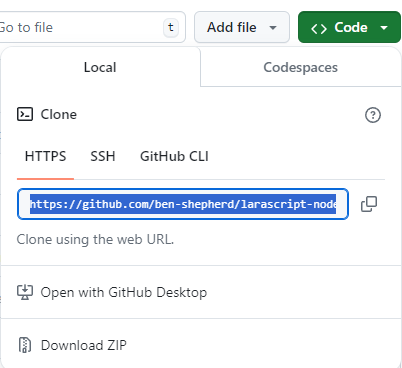 Go to file t Add file <> Code
Local Codespaces
Clone
HTTPS SSH GitHub CLI
https://github.com/ben-shepherd/larascript-node
Clone using the web URL.
Open with GitHub Desktop
Download ZIP